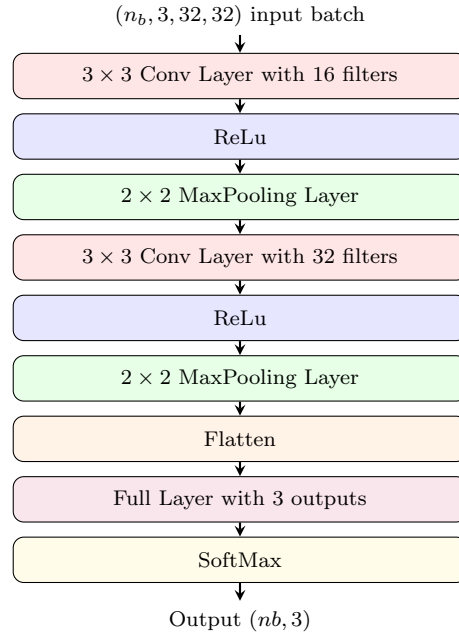 (n_b, 3, 32, 32) input batch
3 × 3 Conv Layer with 16 filters
ReLu
2 × 2 MaxPooling Layer
3 × 3 Conv Layer with 32 filters
ReLu
2 × 2 MaxPooling Layer
Flatten
Full Layer with 3 outputs
SoftMax
Output (nb, 3)